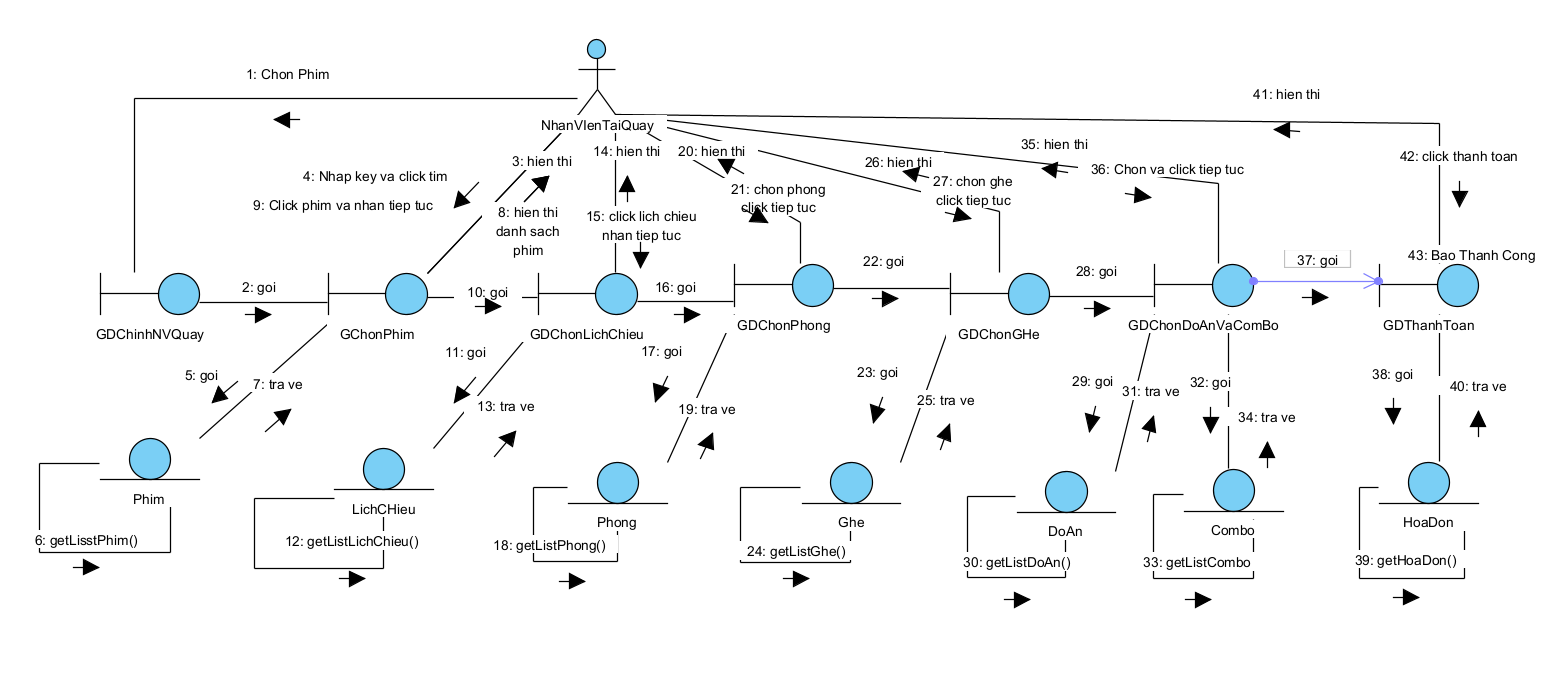 1: Chon Phim
41: hien thi
NhanVIenTaiQuay
35: hien thi
3: hien thi
14: hien thi
20: hien thi
26: hien thi
36: Chon va click tiep tuc
42: click thanh toan
4: Nhap key va click tim
9: Click phim va nhan tiep tuc
8: hien thi
danh sach
phim
15: click lich chieu
nhan tiep tuc
21: chon phong
click tiep tuc
27: chon ghe
click tiep tuc
2: goi
10: goi
16: goi
22: goi
28: goi
37: goi
43: Bao Thanh Cong
GDChinhNVQuay
GChonPhim
GDChonLichChieu
GDChonPhong
GDChonGHe
GDChonDoAnVaComBo
GDThanhToan
5: goi
7: tra ve
11: goi
13: tra ve
17: goi
19: tra ve
23: goi
25: tra ve
29: goi
31: tra ve
32: goi
34: tra ve
38: goi
40: tra ve
Phim
LichCHieu
Phong
Ghe
DoAn
Combo
HoaDon
6: getLisstPhim()
12: getListLichChieu()
18: getListPhong()
24: getListGhe()
30: getListDoAn()
33: getListCombo
39: getHoaDon()